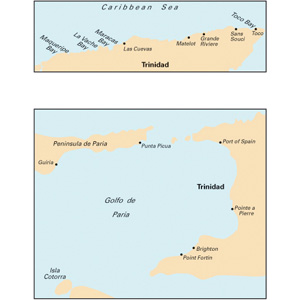 Caribbean Sea
Toco Bay
Toco
Sans
Souci
Grande
Riviere
Matelot
Las Cuevas
Maracas
Bay
La Vache
Bay
Maqueripe
Bay
Trinidad
Peninsula de Paria
Punta Picua
Port of Spain
Guiria
Trinidad
Golfo de
Paria
Pointe a
Pierre
Brighton
Point Fortin
Isla
Cotorra